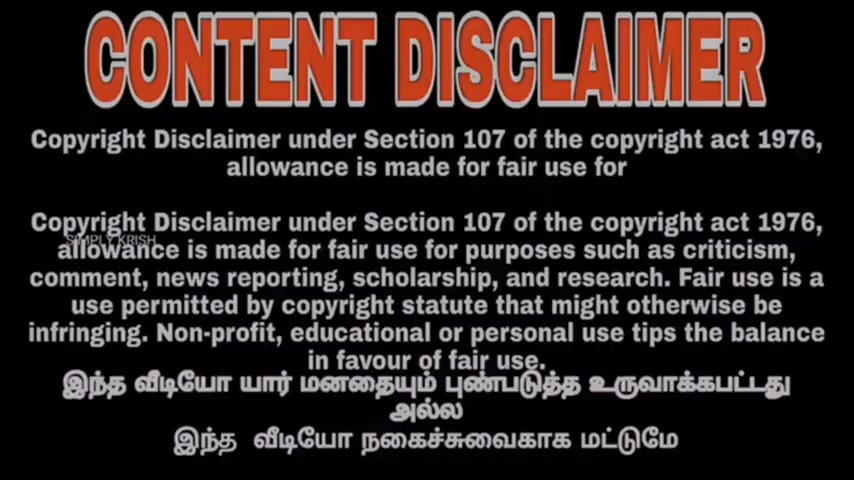 CONTENT DISCLAIMER
Copyright Disclaimer under Section 107 of the copyright act 1976,
allowance is made for fair use for
Copyright Disclaimer under Section 107 of the copyright act 1976,
SIMPLY KRISH
allowance is made for fair use for purposes such as criticism,
comment, news reporting, scholarship, and research. Fair use is a
use permitted by copyright statute that might otherwise be
infringing. Non-profit, educational or personal use tips the balance
in favour of fair use.
இந்த வீடியோ யார் மனதையும் புண்படுத்த உருவாக்கபட்டது
அல்ல
இந்த வீடியோ நகைச்சுவைகாக மட்டுமே